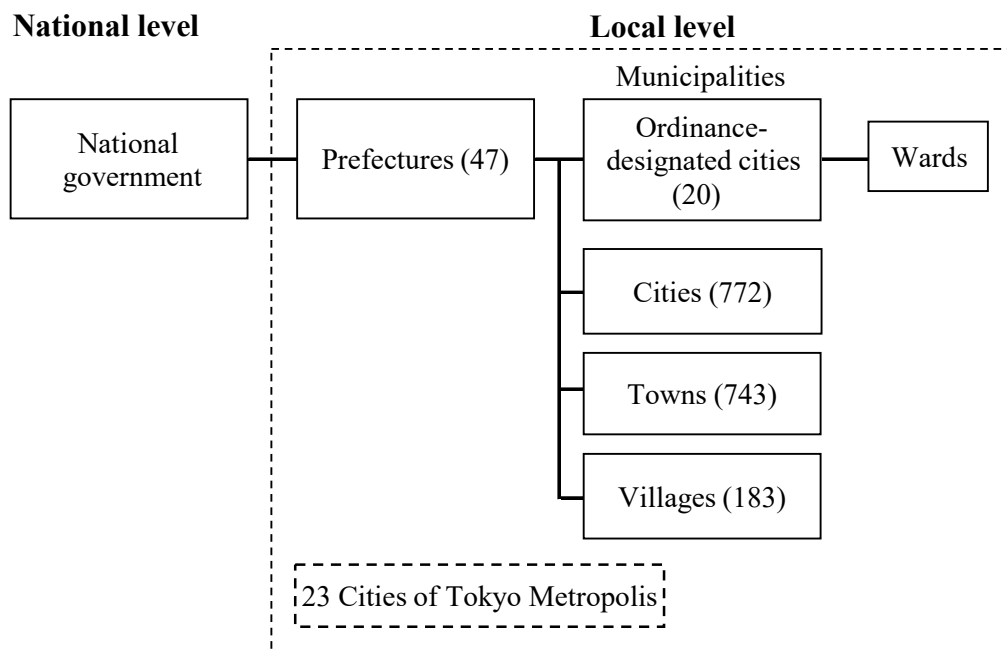 National level
Local level
Municipalities
National
government
Prefectures (47)
Ordinance-
designated cities
(20)
Wards
Cities (772)
Towns (743)
Villages (183)
23 Cities of Tokyo Metropolis